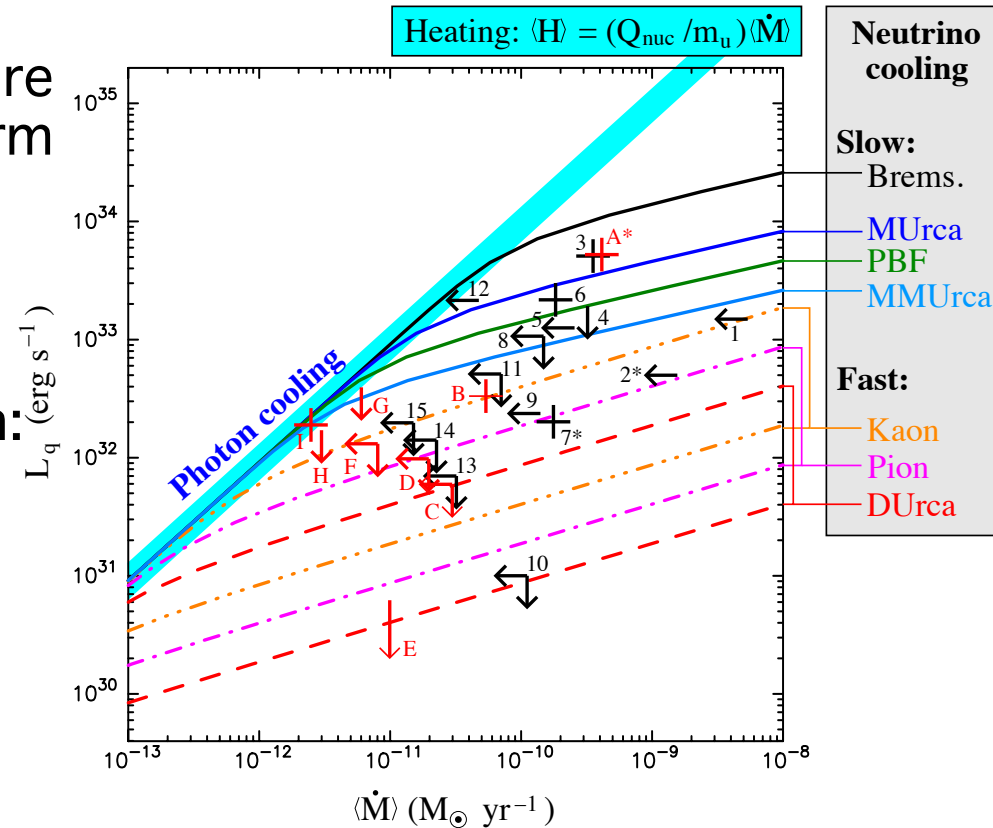 Heating: ⟨H⟩ = (Q_nuc /m_u)⟨Ṁ⟩
Neutrino
cooling
Slow:
Brems.
MUrca
PBF
MMUrca
Fast:
Kaon
Pion
DUrca
re
rm
n:
L_q (erg s⁻¹)
10³⁵
10³⁴
10³³
10³²
10³¹
10³⁰
Photon cooling
3
A*
12
6
5
4
8
1
11
2*
B
9
7*
G
15
I
14
H
F
D
13
C
10
E
10⁻¹³
10⁻¹²
10⁻¹¹
10⁻¹⁰
10⁻⁹
10⁻⁸
⟨Ṁ⟩ (M⊙ yr⁻¹)